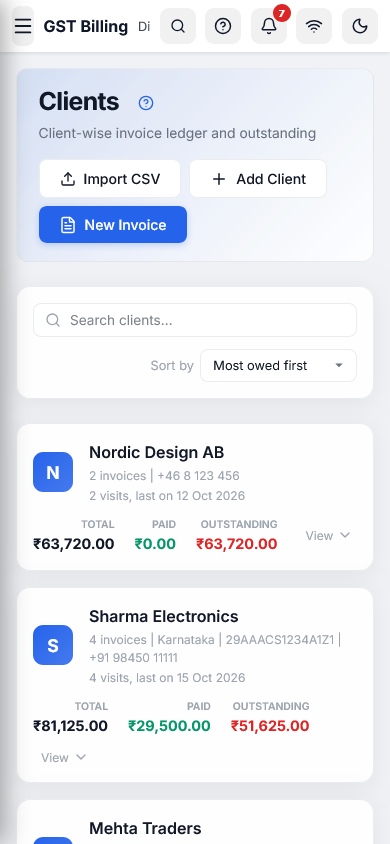 GST Billing Di
7
Clients
Client-wise invoice ledger and outstanding
Import CSV
Add Client
New Invoice
Search clients...
Sort by Most owed first
N
Nordic Design AB
2 invoices | +46 8 123 456
2 visits, last on 12 Oct 2026
TOTAL PAID OUTSTANDING
₹63,720.00 ₹0.00 ₹63,720.00
View
S
Sharma Electronics
4 invoices | Karnataka | 29AAACS1234A1Z1 |
+91 98450 11111
4 visits, last on 15 Oct 2026
TOTAL PAID OUTSTANDING
₹81,125.00 ₹29,500.00 ₹51,625.00
View
Mehta Traders